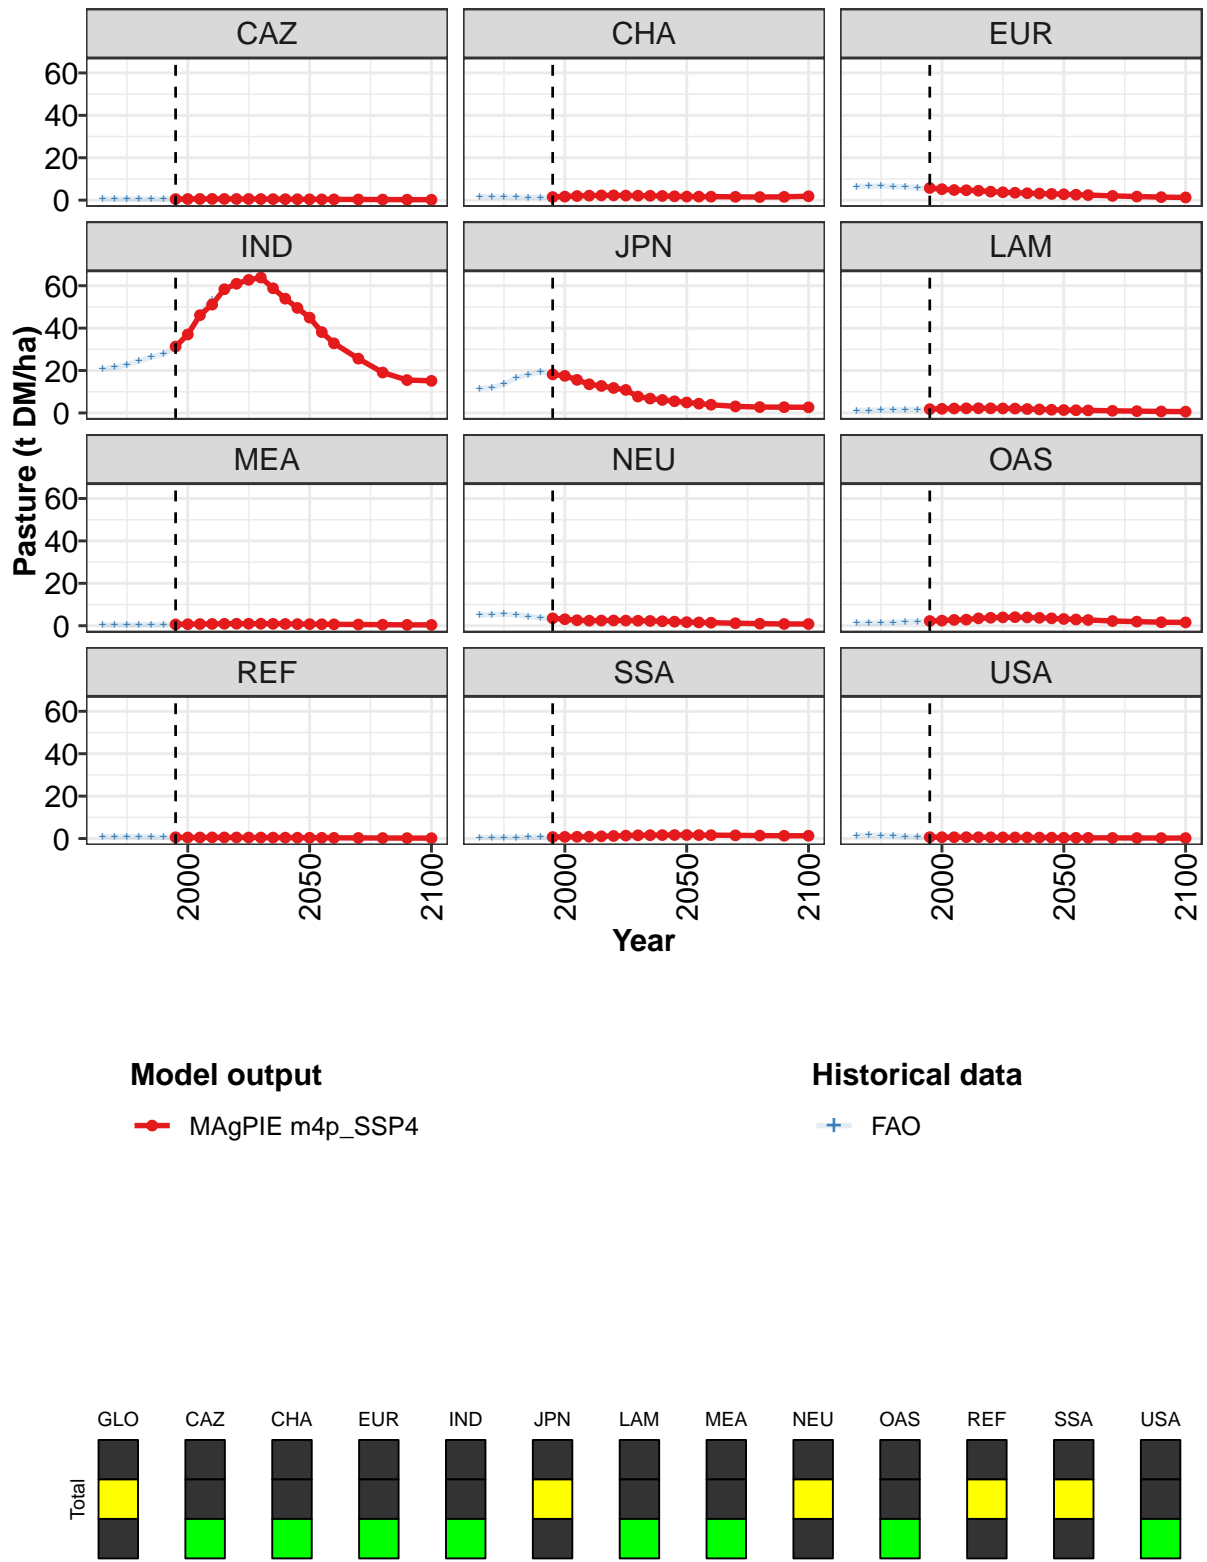 CAZ CHA EUR
60
40
20
0
IND JPN LAM
60
40
20
0
MEA NEU OAS
60
40
20
0
REF SSA USA
60
40
20
0
2000 2050 2100 2000 2050 2100 2000 2050 2100
Year
Pasture (t DM/ha)
Model output
MAgPIE m4p_SSP4
Historical data
FAO
GLO CAZ CHA EUR IND JPN LAM MEA NEU OAS REF SSA USA
Total